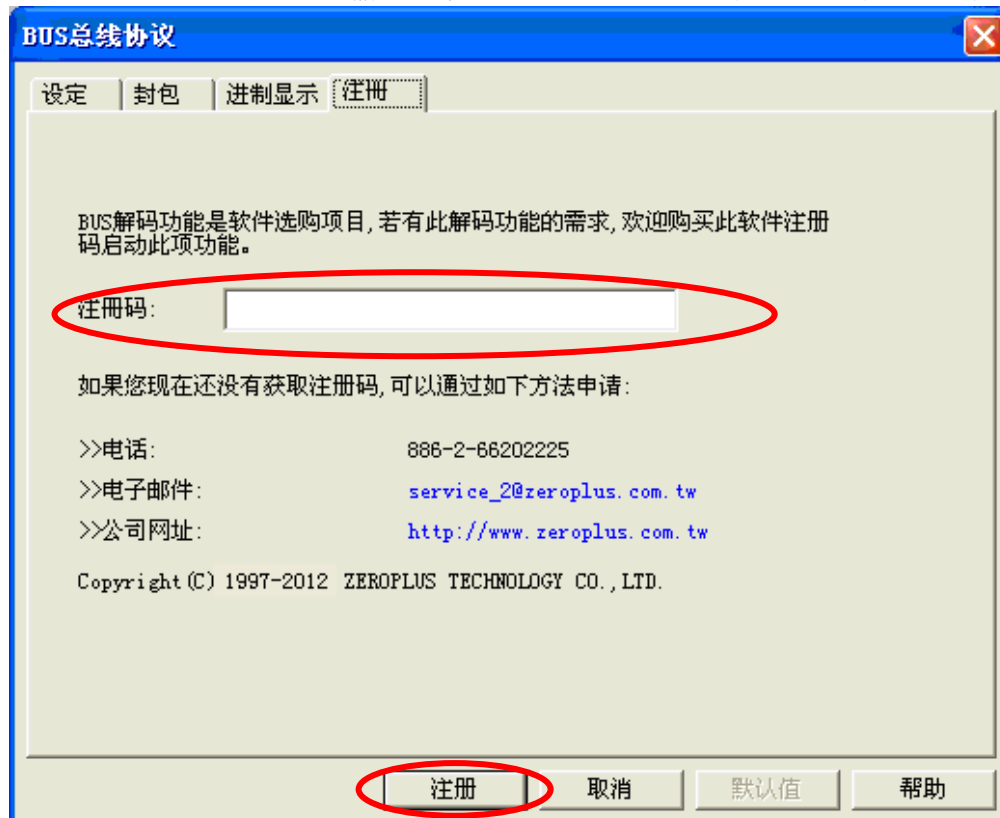 BUS总线协议
设定 封包 进制显示 注册
BUS解码功能是软件选购项目,若有此解码功能的需求,欢迎购买此软件注册
码启动此项功能。
注册码:
如果您现在还没有获取注册码,可以通过如下方法申请:
>>电话: 886-2-66202225
>>电子邮件: service_2@zeroplus.com.tw
>>公司网址: http://www.zeroplus.com.tw
Copyright(C) 1997-2012 ZEROPLUS TECHNOLOGY CO.,LTD.
注册 取消 默认值 帮助